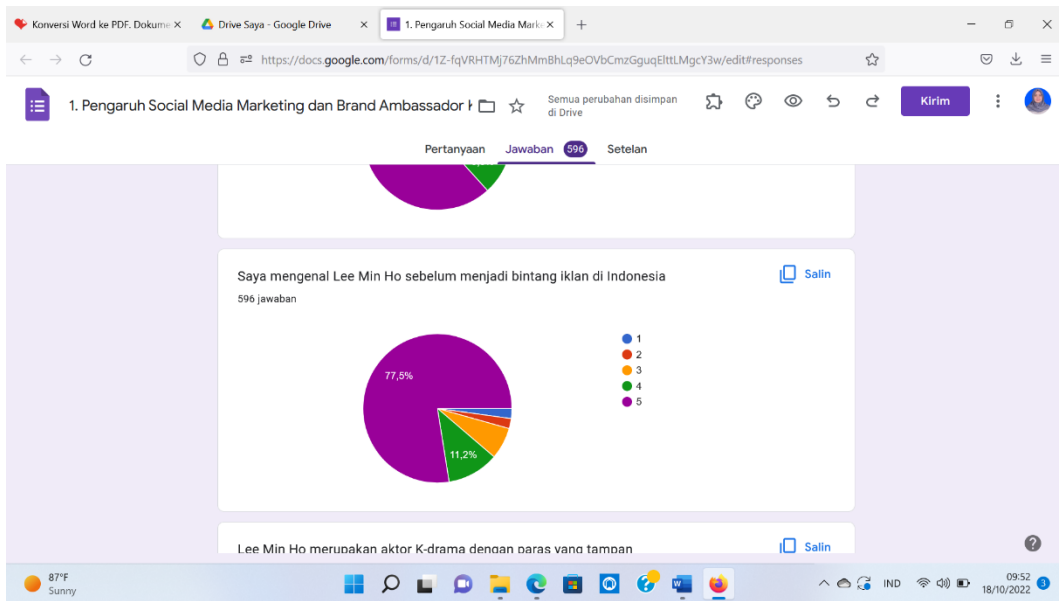 Konversi Word ke PDF. Dokume
Drive Saya - Google Drive
1. Pengaruh Social Media Marke
https://docs.google.com/forms/d/1Z-fqVRHTMj76ZhMmBhLq9eOVbCmzGguqElttLMgcY3w/edit#responses
1. Pengaruh Social Media Marketing dan Brand Ambassador
Semua perubahan disimpan
di Drive
Kirim
Pertanyaan
Jawaban 596
Setelan
Saya mengenal Lee Min Ho sebelum menjadi bintang iklan di Indonesia
Salin
596 jawaban
77,5%
11,2%
1
2
3
4
5
Lee Min Ho merupakan aktor K-drama dengan paras yang tampan
Salin
87°F
Sunny
IND
09:52
18/10/2022
3